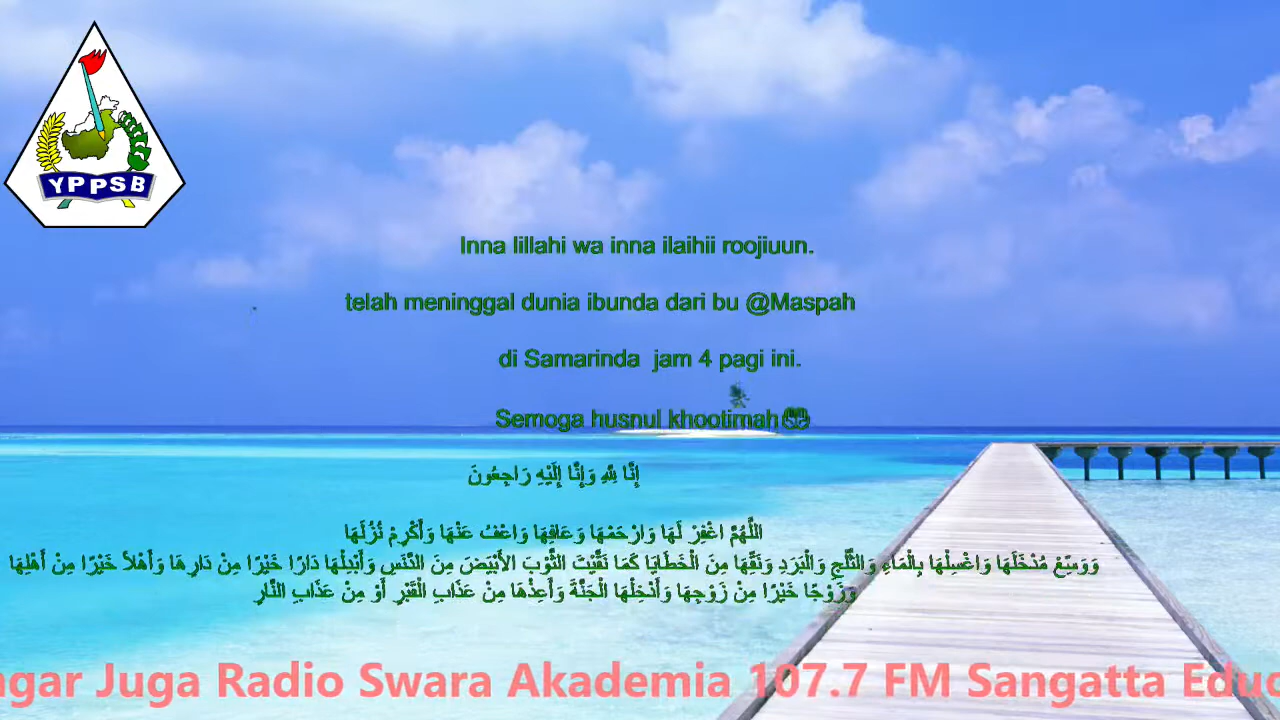 YPPSB
Inna lillahi wa inna ilaihii roojiuun.
telah meninggal dunia ibunda dari bu @Maspah
di Samarinda jam 4 pagi ini.
Semoga husnul khootimah
إِنَّا لِلَّهِ وَإِنَّا إِلَيْهِ رَاجِعُونَ
اللَّهُمَّ اغْفِرْ لَهَا وَارْحَمْهَا وَعَافِهَا وَاعْفُ عَنْهَا وَأَكْرِمْ نُزُلَهَا
وَوَسِّعْ مُدْخَلَهَا وَاغْسِلْهَا بِالْمَاءِ وَالثَّلْجِ وَالْبَرَدِ وَنَقِّهَا مِنَ الْخَطَايَا كَمَا نَقَّيْتَ الثَّوْبَ الأَبْيَضَ مِنَ الدَّنَسِ وَأَبْدِلْهَا دَارًا خَيْرًا مِنْ دَارِهَا وَأَهْلاً خَيْرًا مِنْ أَهْلِهَا
وَزَوْجًا خَيْرًا مِنْ زَوْجِهَا وَأَدْخِلْهَا الْجَنَّةَ وَأَعِذْهَا مِنْ عَذَابِ الْقَبْرِ أَوْ مِنْ عَذَابِ النَّارِ
ngar Juga Radio Swara Akademia 107.7 FM Sangatta Educ